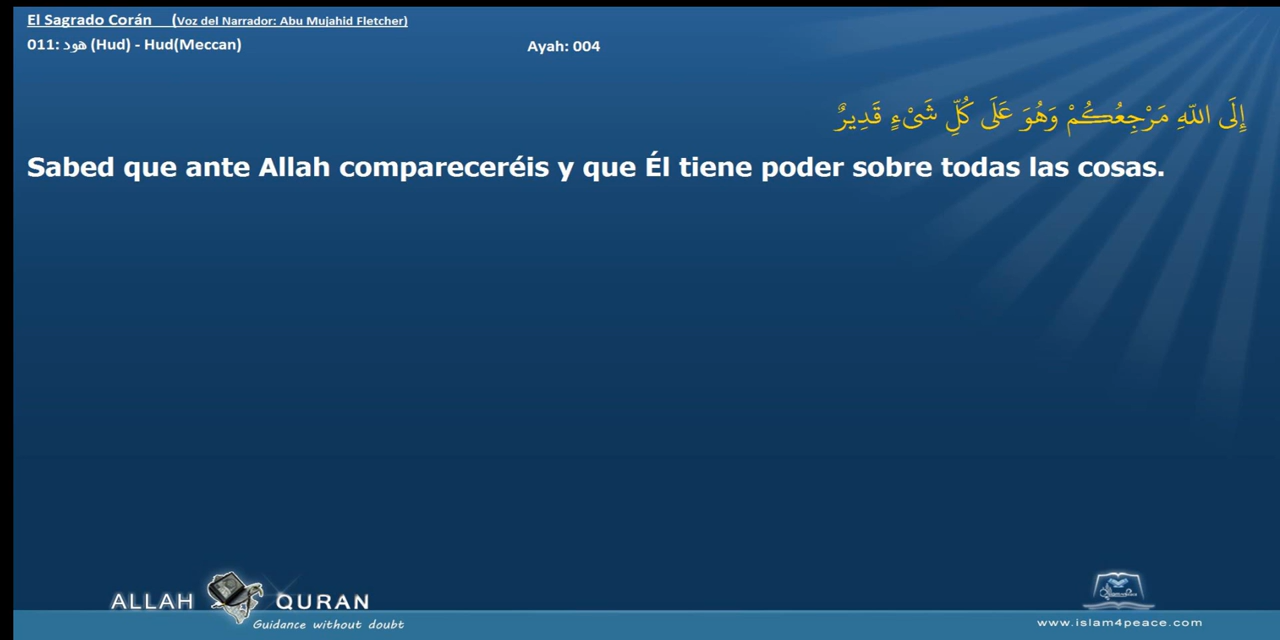 El Sagrado Corán (Voz del Narrador: Abu Mujahid Fletcher)
011: هود (Hud) - Hud(Meccan)
Ayah: 004
إِلَى اللّهِ مَرْجِعُكُمْ وَهُوَ عَلَى كُلِّ شَيْءٍ قَدِيرٌ
Sabed que ante Allah compareceréis y que Él tiene poder sobre todas las cosas.
ALLAH QURAN
Guidance without doubt
www.islam4peace.com